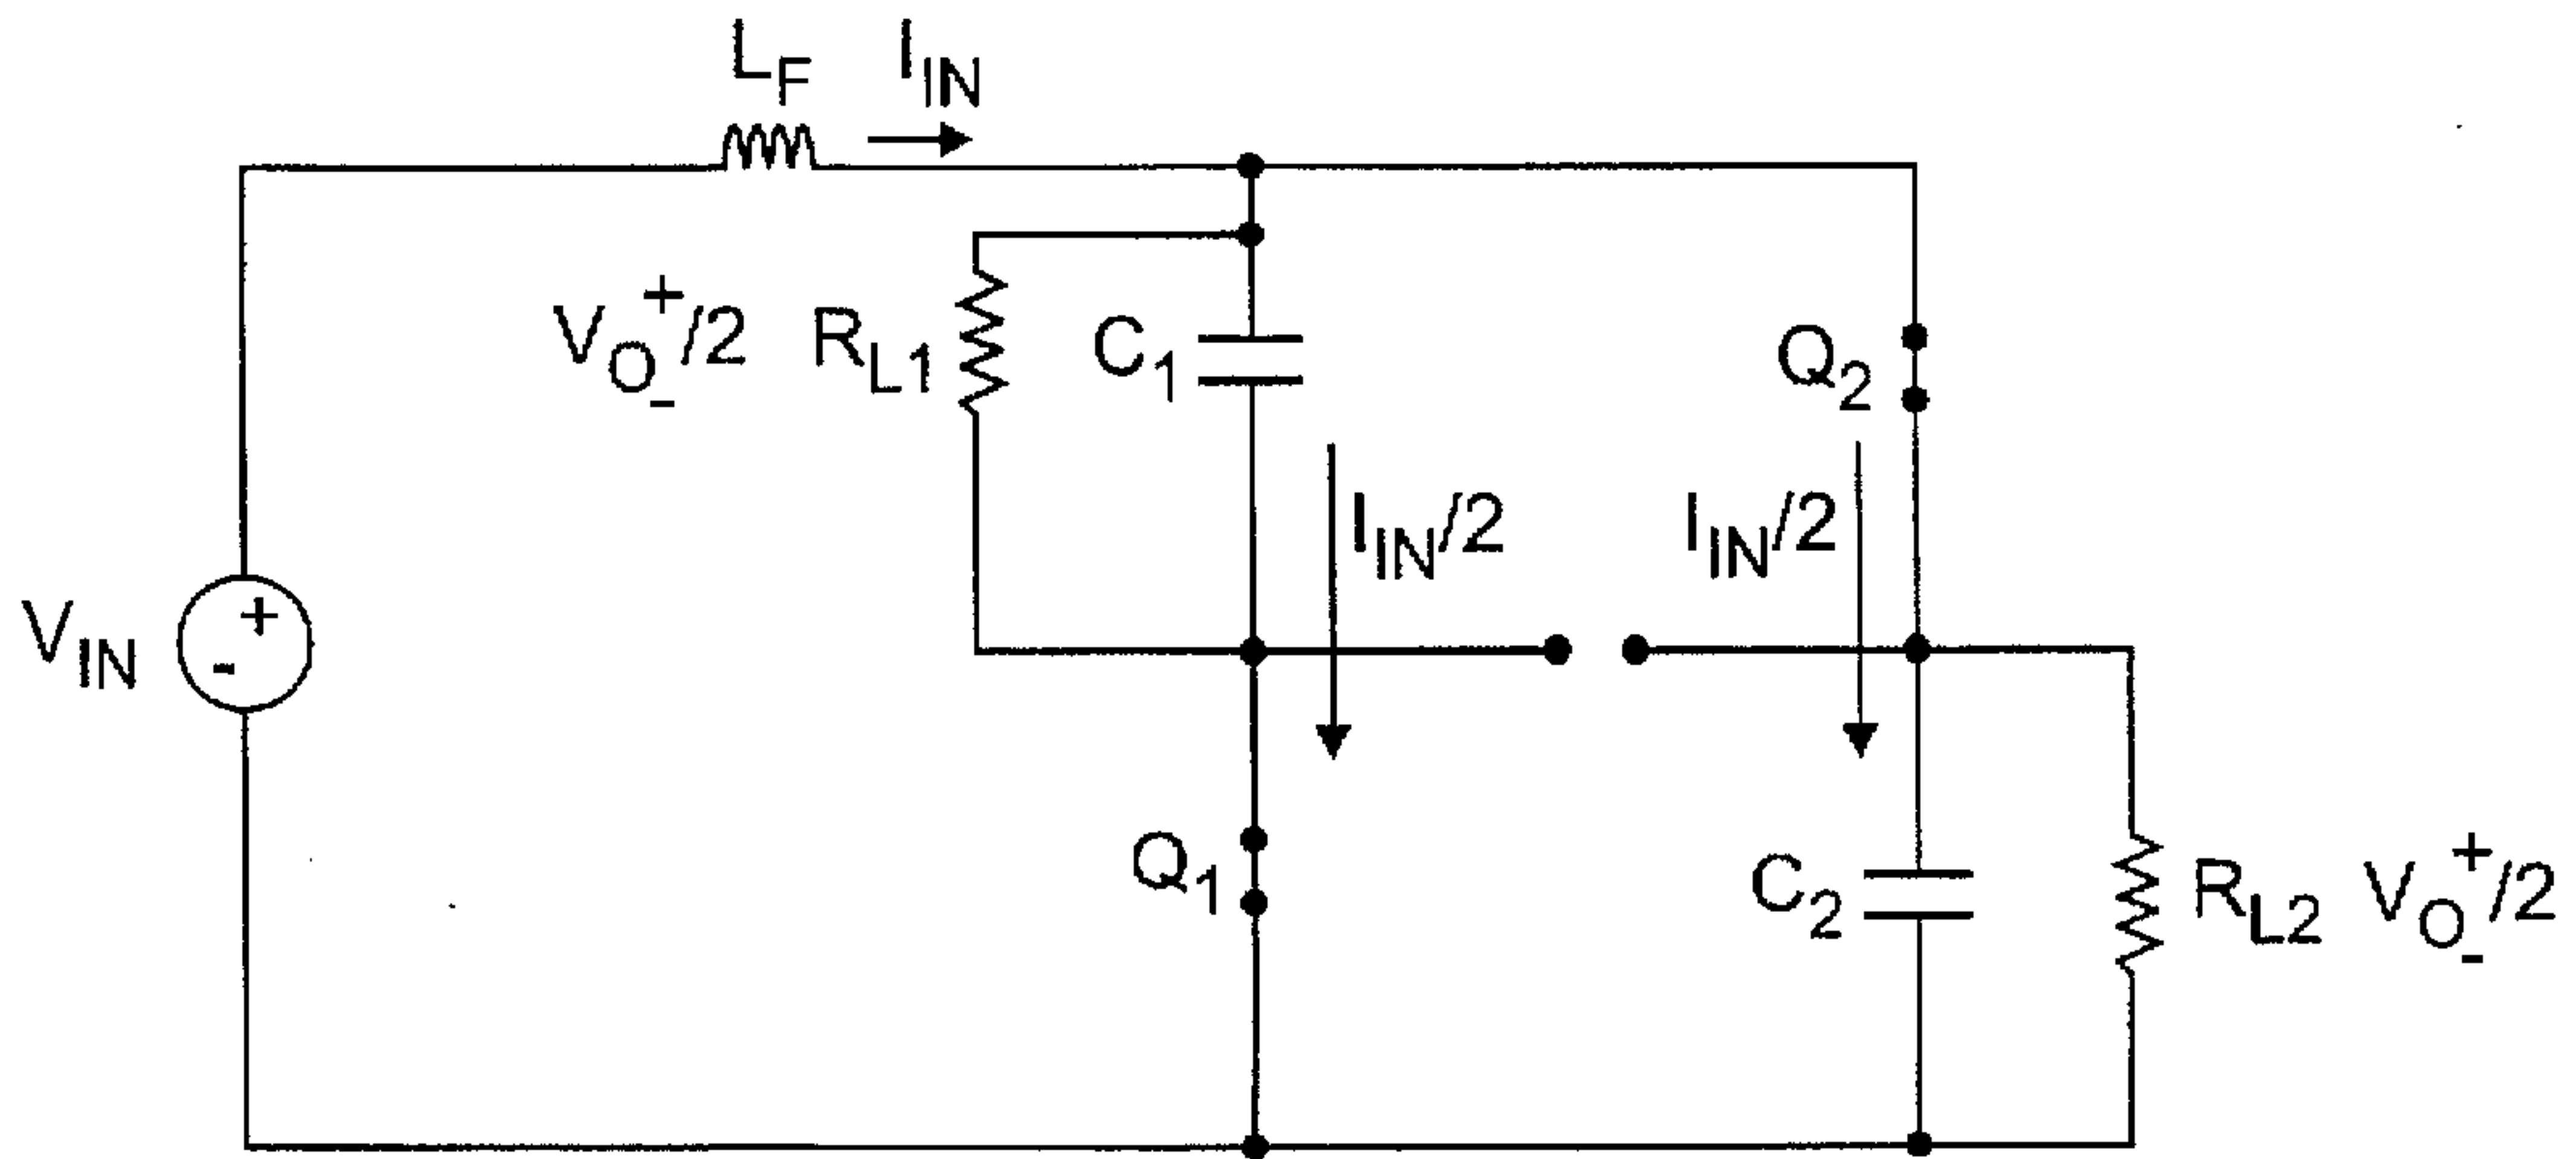 L_F I_IN
V_O/2 + - R_L1 C_1
Q_2
I_IN/2 I_IN/2
V_IN + -
Q_1
C_2 R_L2 V_O/2 + -